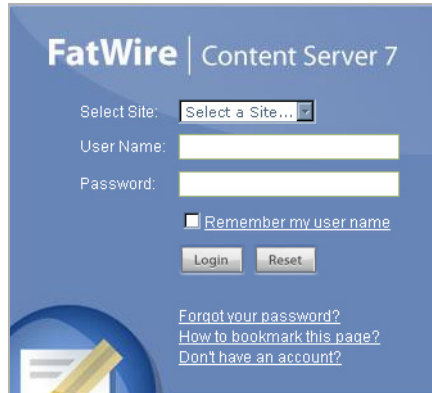 FatWire | Content Server 7
Select Site: Select a Site...
User Name:
Password:
Remember my user name
Login Reset
Forgot your password?
How to bookmark this page?
Don't have an account?